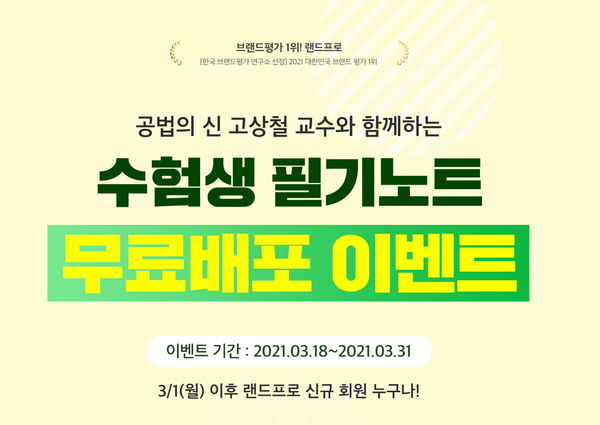 브랜드평가 1위! 랜드프로
[한국 브랜드평가 연구소 선정] 2021 대한민국 브랜드 평가 1위
공법의 신 고상철 교수와 함께하는
수험생 필기노트
무료배포 이벤트
이벤트 기간 : 2021.03.18~2021.03.31
3/1(월) 이후 랜드프로 신규 회원 누구나!